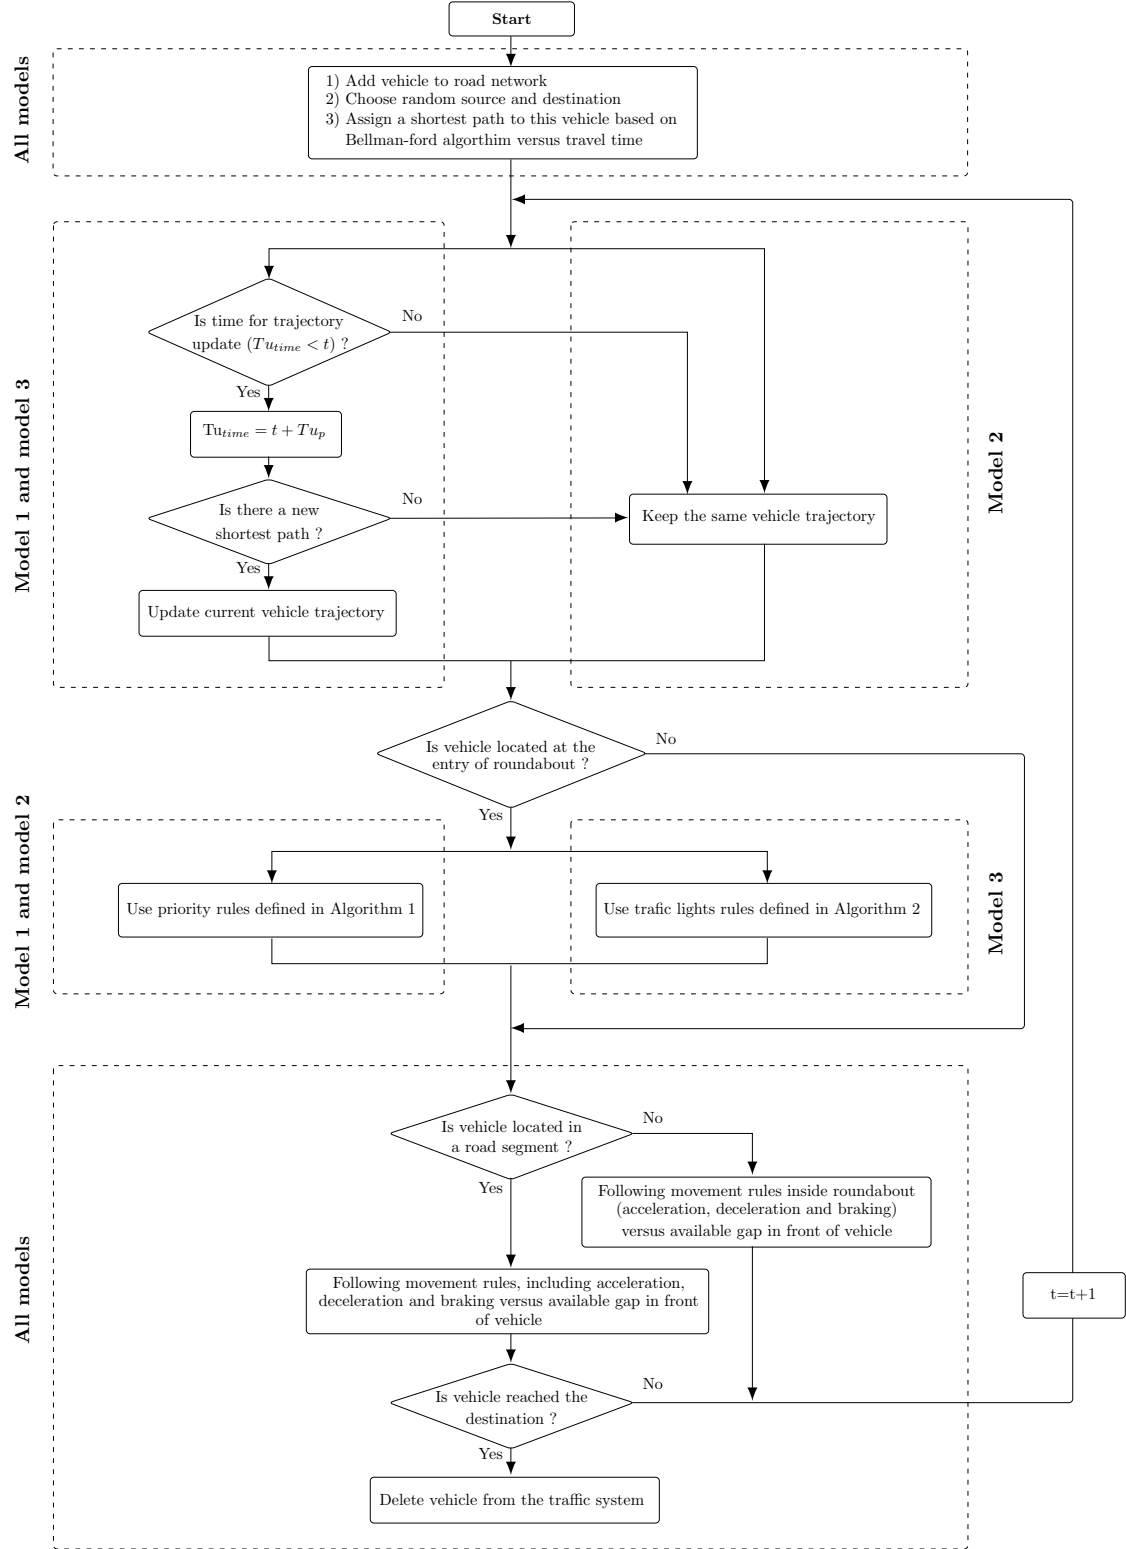 Start
All models
1) Add vehicle to road network
2) Choose random source and destination
3) Assign a shortest path to this vehicle based on
Bellman-ford algorthim versus travel time
Model 1 and model 3
Is time for trajectory
update (Tu_time < t) ?
No
Yes
Tu_time = t + Tu_p
Is there a new
shortest path ?
No
Yes
Update current vehicle trajectory
Keep the same vehicle trajectory
Model 2
Is vehicle located at the
entry of roundabout ?
No
Yes
Model 1 and model 2
Use priority rules defined in Algorithm 1
Use trafic lights rules defined in Algorithm 2
Model 3
All models
Is vehicle located in
a road segment ?
No
Yes
Following movement rules inside roundabout
(acceleration, deceleration and braking)
versus available gap in front of vehicle
Following movement rules, including acceleration,
deceleration and braking versus available gap in front
of vehicle
t=t+1
Is vehicle reached the
destination ?
No
Yes
Delete vehicle from the traffic system